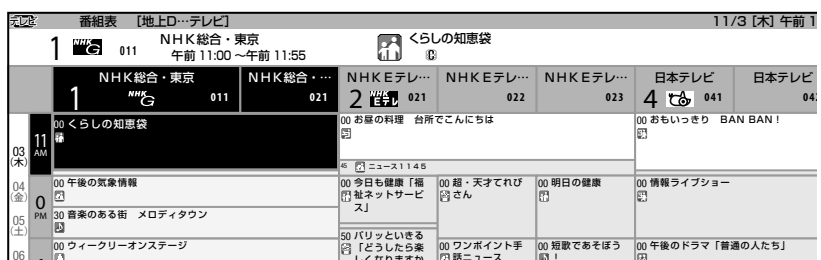 テレビ 番組表 [地上D…テレビ] 11/3 [木] 午前 1
1 NHK G 011 NHK総合・東京 くらしの知恵袋
午前 11:00 ～午前 11:55 C
NHK総合・東京 NHK総合・… NHKEテレ… NHKEテレ… NHKEテレ… 日本テレビ 日本テレビ
1 NHK G 011 021 2 NHK Eテレ 021 022 023 4 041 04
03 (木) 11 AM 00 くらしの知恵袋 00 お昼の料理 台所でこんにちは 00 おもいっきり BAN BAN！
45 ニュース1145
04 (金) 0 PM 00 午後の気象情報 00 今日も健康「福祉ネットサービス」 00 超・天才てれびさん 00 明日の健康 00 情報ライブショー
05 (土) 30 音楽のある街 メロディタウン
50 パリッといきる「どうしたら楽
06 00 ウィークリーオンステージ 00 ワンポイント手話ニュース 00 短歌であそぼう！ 00 午後のドラマ「普通の人たち」